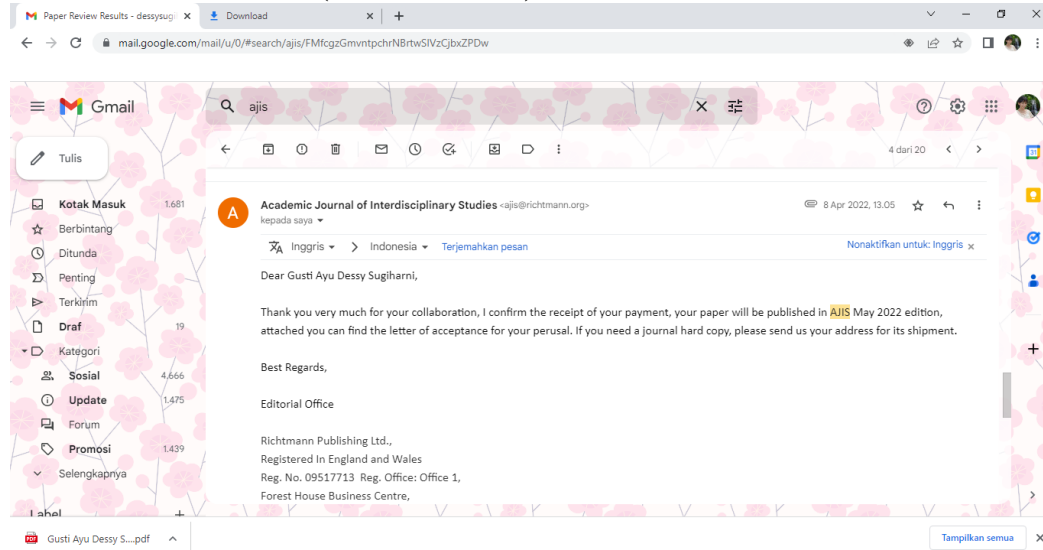 Paper Review Results - dessysugi
Download
mail.google.com/mail/u/0/#search/ajis/FMfcgzGmvntpchrNBrtwSIVzCjbxZPDw
Gmail
ajis
Tulis
4 dari 20
Kotak Masuk 1.681
Berbintang
Ditunda
Penting
Terkirim
Draf 19
Kategori
Sosial 4.666
Update 1.475
Forum
Promosi 1.439
Selengkapnya
Label
A
Academic Journal of Interdisciplinary Studies <ajis@richtmann.org>
8 Apr 2022, 13.05
kepada saya
Inggris Indonesia Terjemahkan pesan
Nonaktifkan untuk: Inggris x
Dear Gusti Ayu Dessy Sugiharni,
Thank you very much for your collaboration, I confirm the receipt of your payment, your paper will be published in AJIS May 2022 edition,
attached you can find the letter of acceptance for your perusal. If you need a journal hard copy, please send us your address for its shipment.
Best Regards,
Editorial Office
Richtmann Publishing Ltd.,
Registered In England and Wales
Reg. No. 09517713 Reg. Office: Office 1,
Forest House Business Centre,
31
PDF
Gusti Ayu Dessy S....pdf
Tampilkan semua